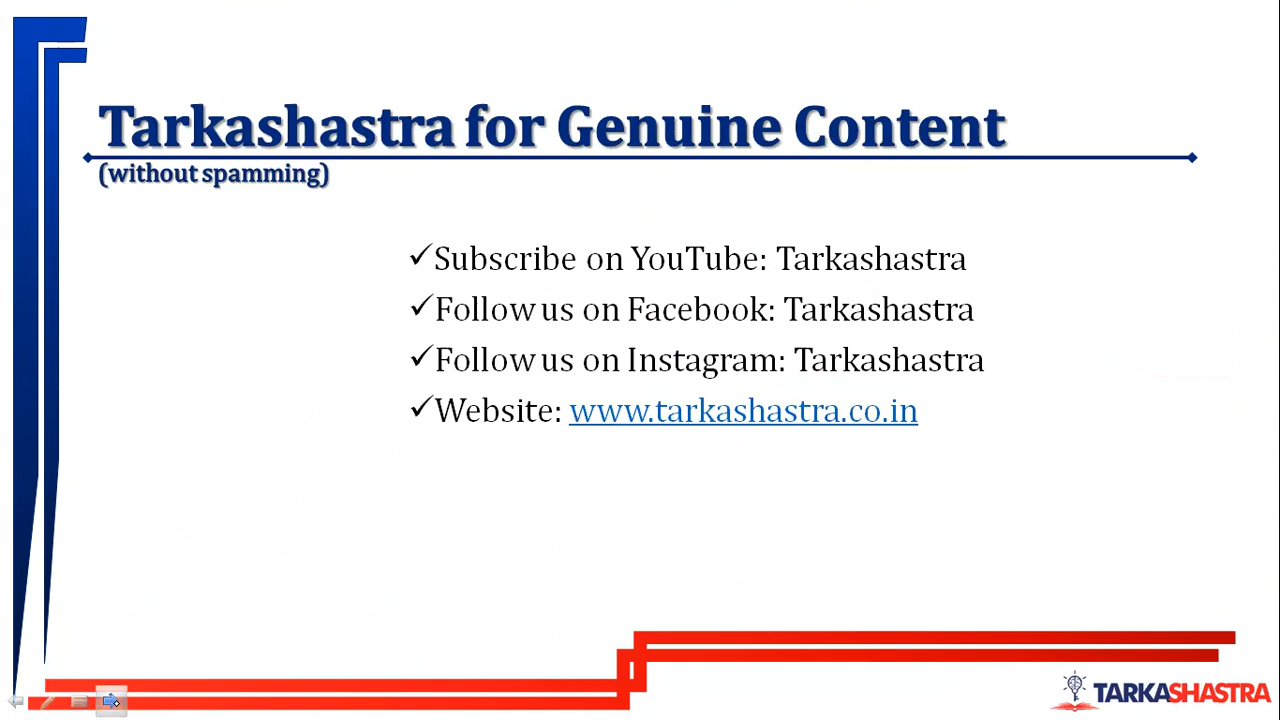 Tarkashastra for Genuine Content
(without spamming)
✓Subscribe on YouTube: Tarkashastra
✓Follow us on Facebook: Tarkashastra
✓Follow us on Instagram: Tarkashastra
✓Website: www.tarkashastra.co.in
TARKASHASTRA